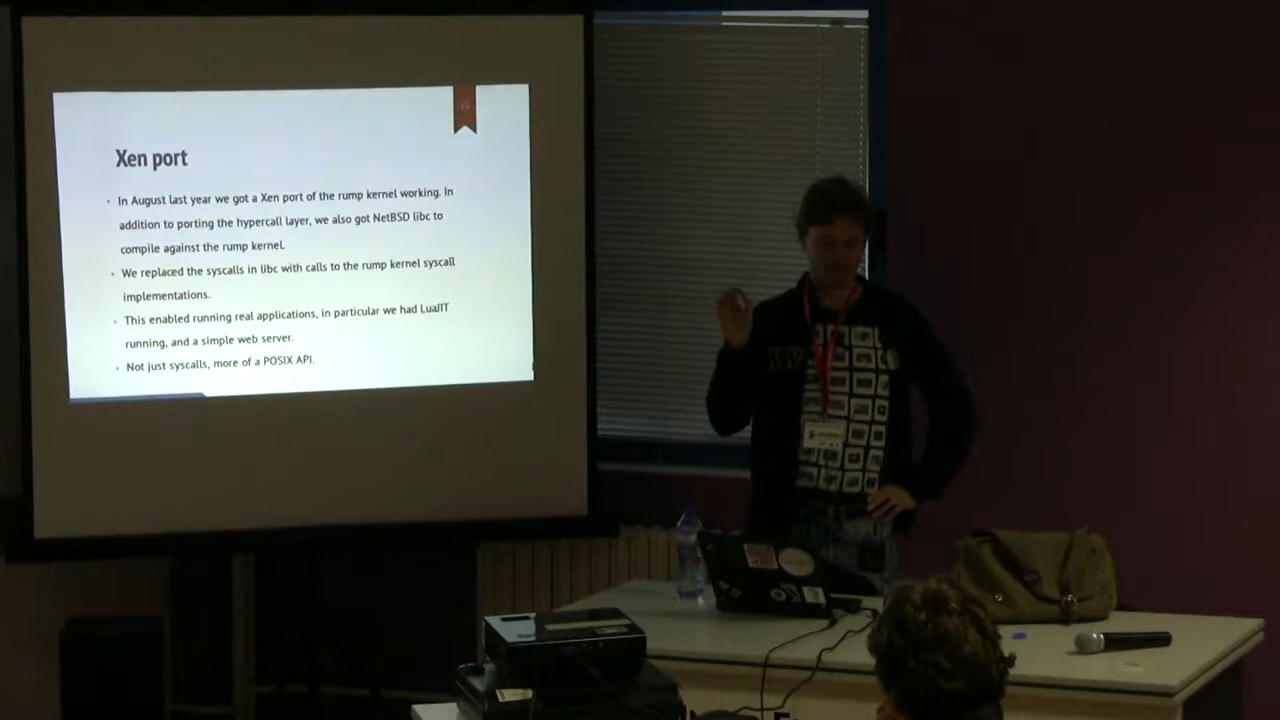 Xen port
In August last year we got a Xen port of the rump kernel working. In
addition to porting the hypercall layer, we also got NetBSD libc to
compile against the rump kernel.
We replaced the syscalls in libc with calls to the rump kernel syscall
implementations.
This enabled running real applications, in particular we had LuaJIT
running, and a simple web server.
Not just syscalls, more of a POSIX API.